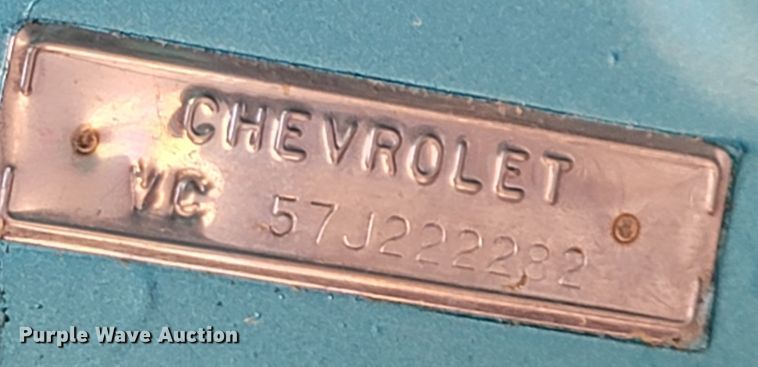 CHEVROLET
VC 57J222282
Purple Wave Auction